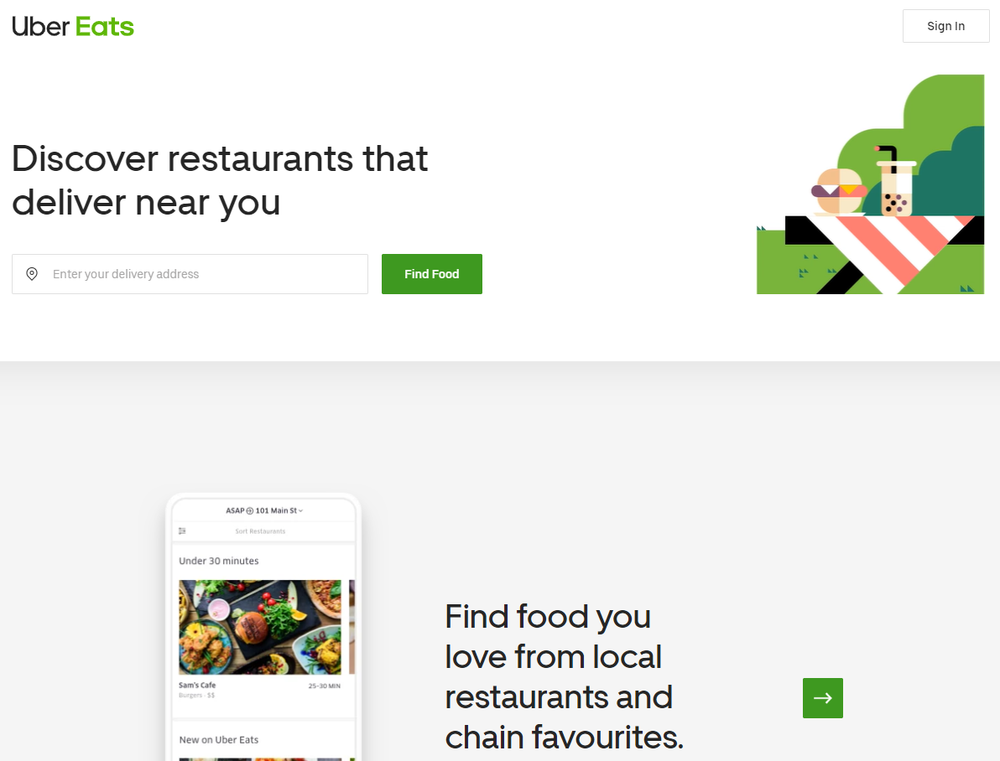 Uber Eats
Sign In
Discover restaurants that
deliver near you
Enter your delivery address
Find Food
ASAP 101 Main St
Sort Restaurants
Under 30 minutes
Sam's Cafe
25-30 MIN
Burgers · $$
New on Uber Eats
Find food you
love from local
restaurants and
chain favourites.